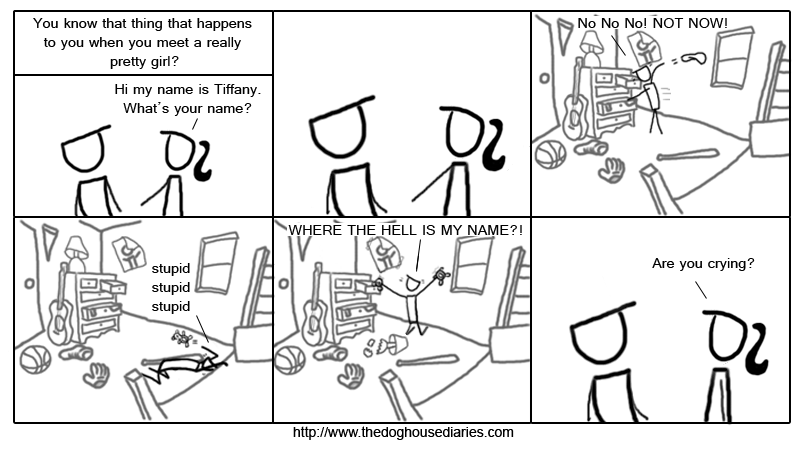 You know that thing that happens
to you when you meet a really
pretty girl?
Hi my name is Tiffany.
What's your name?
No No No! NOT NOW!
stupid
stupid
stupid
WHERE THE HELL IS MY NAME?!
Are you crying?
http://www.thedoghousediaries.com